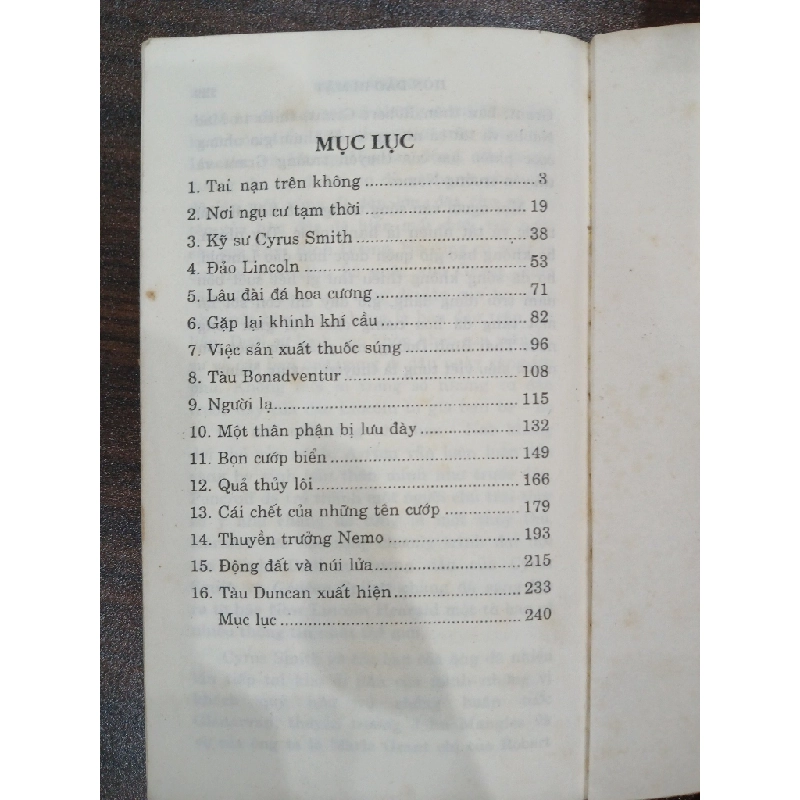 MỤC LỤC
1. Tai nạn trên không 3
2. Nơi ngụ cư tạm thời 19
3. Kỹ sư Cyrus Smith 38
4. Đảo Lincoln 53
5. Lâu đài đá hoa cương 71
6. Gặp lại khinh khí cầu 82
7. Việc sản xuất thuốc súng 96
8. Tàu Bonadventur 108
9. Người lạ 115
10. Một thân phận bị lưu đày 132
11. Bọn cướp biển 149
12. Quả thủy lôi 166
13. Cái chết của những tên cướp 179
14. Thuyền trưởng Nemo 193
15. Động đất và núi lửa 215
16. Tàu Duncan xuất hiện 233
Mục lục 240